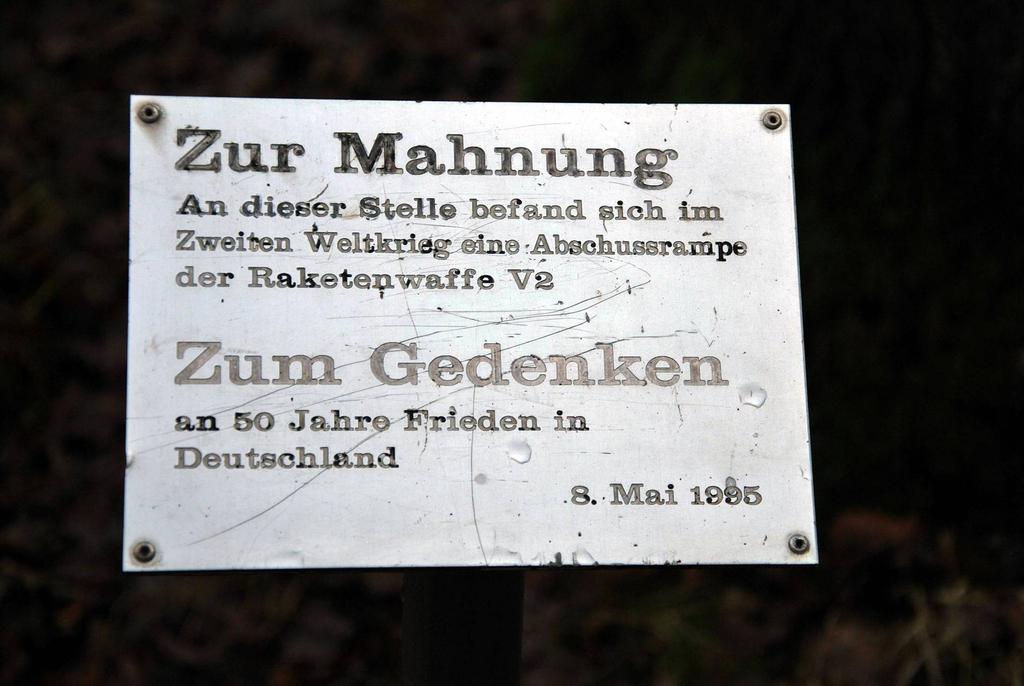 Zur Mahnung
An dieser Stelle befand sich im
Zweiten Weltkrieg eine Abschussrampe
der Raketenwaffe V2
Zum Gedenken
an 50 Jahre Frieden in
Deutschland
8. Mai 1995